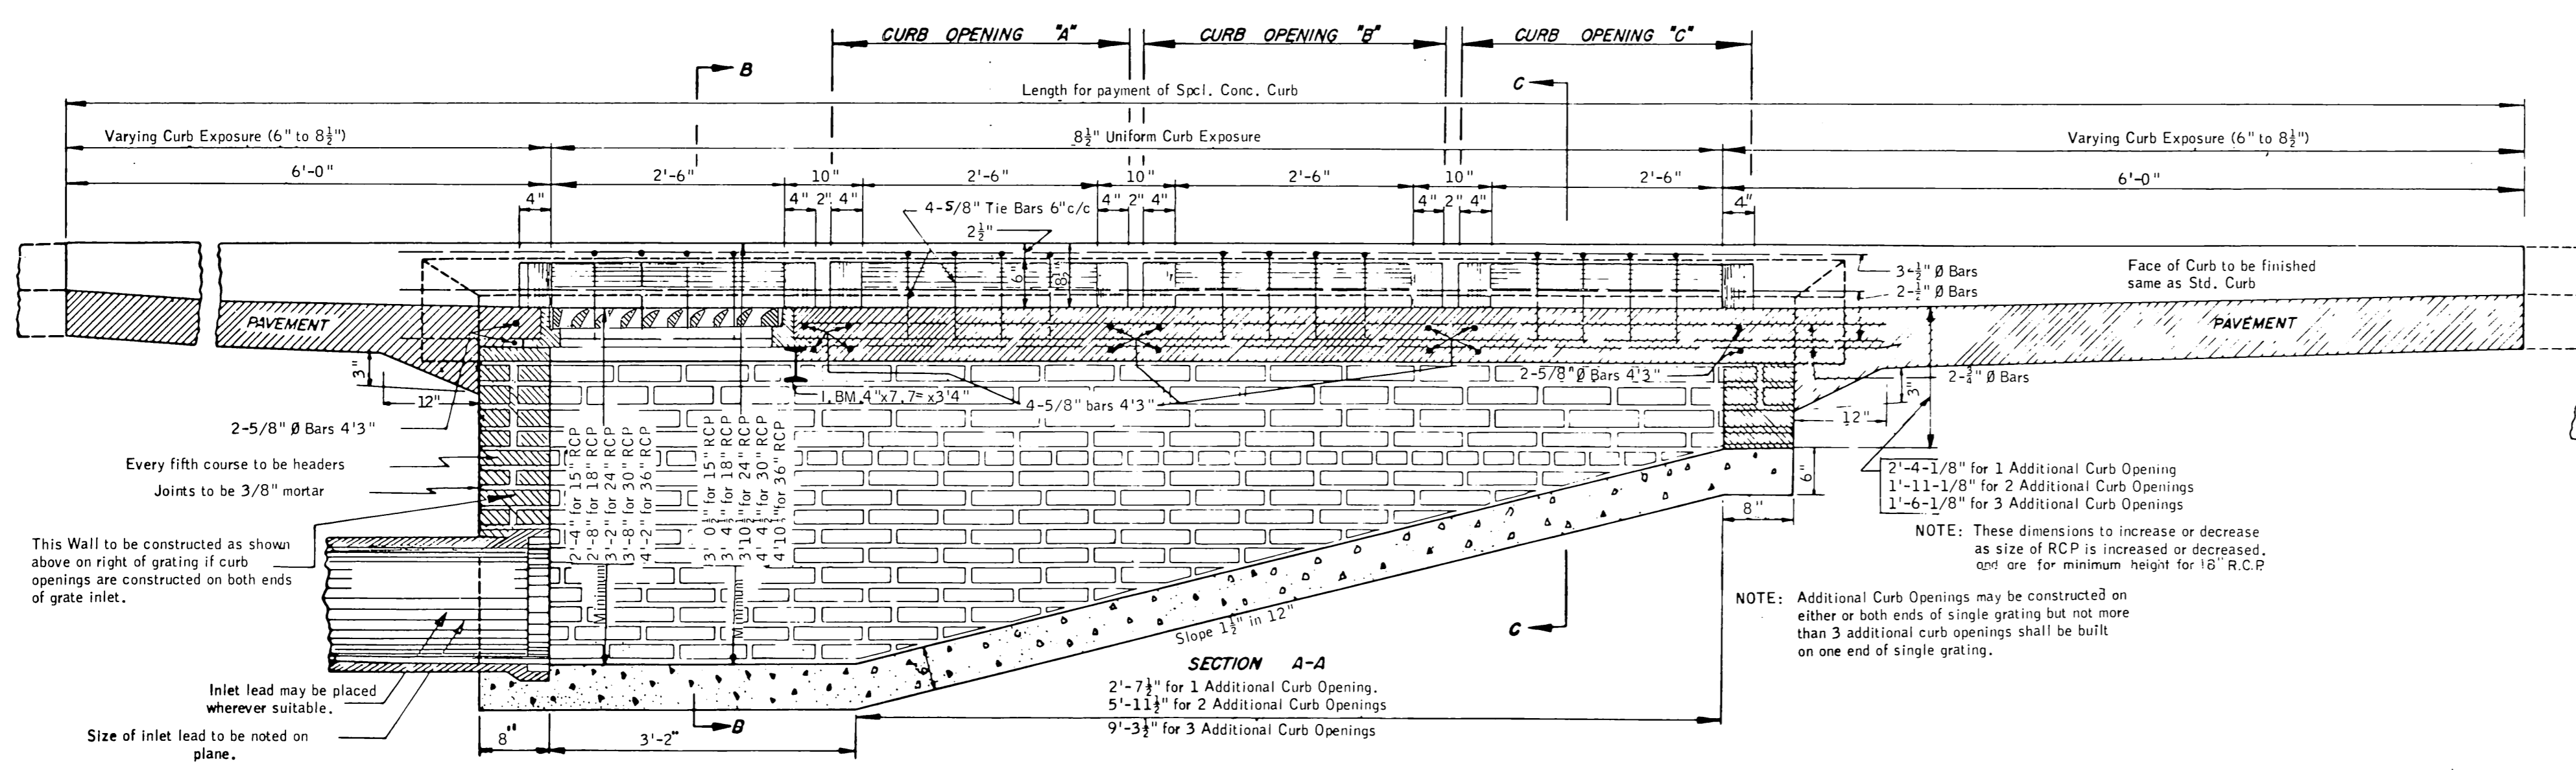 CURB OPENING "A"
CURB OPENING "B"
CURB OPENING "C"
B
C
Length for payment of Spcl. Conc. Curb
Varying Curb Exposure (6" to 8½")
8½" Uniform Curb Exposure
Varying Curb Exposure (6" to 8½")
6'-0"
2'-6"
10"
2'-6"
10"
2'-6"
10"
2'-6"
6'-0"
4"
4" 2" 4"
4" 2" 4"
4" 2" 4"
4"
4-5/8" Tie Bars 6"c/c
2½"
6"
8½"
3-½" Ø Bars
2-½" Ø Bars
Face of Curb to be finished
same as Std. Curb
PAVEMENT
PAVEMENT
3"
12"
2-5/8" Ø Bars 4'3"
I.BM.4"x7.7=x3'4"
4-5/8" bars 4'3"
2-5/8"Ø Bars 4'3"
2-¾" Ø Bars
3"
12"
2-5/8" Ø Bars 4'3"
Every fifth course to be headers
Joints to be 3/8" mortar
2'-4" for 15" RCP
2'-8" for 18" RCP
3'-2" for 24" RCP
3'-8" for 30" RCP
4'-2" for 36" RCP
Minimum
3' 0½" for 15" RCP
3' 4½" for 18" RCP
3'10½" for 24" RCP
4' 4½" for 30" RCP
4'10½" for 36" RCP
Minimum
2'-4-1/8" for 1 Additional Curb Opening
1'-11-1/8" for 2 Additional Curb Openings
1'-6-1/8" for 3 Additional Curb Openings
6"
8"
NOTE: These dimensions to increase or decrease
as size of RCP is increased or decreased.
and are for minimum height for 18" R.C.P.
This Wall to be constructed as shown
above on right of grating if curb
openings are constructed on both ends
of grate inlet.
NOTE: Additional Curb Openings may be constructed on
either or both ends of single grating but not more
than 3 additional curb openings shall be built
on one end of single grating.
Slope 1½" in 12"
C
6"
SECTION A-A
Inlet lead may be placed
wherever suitable.
2'-7½" for 1 Additional Curb Opening.
5'-11½" for 2 Additional Curb Openings
9'-3½" for 3 Additional Curb Openings
B
Size of inlet lead to be noted on
plane.
8"
3'-2"